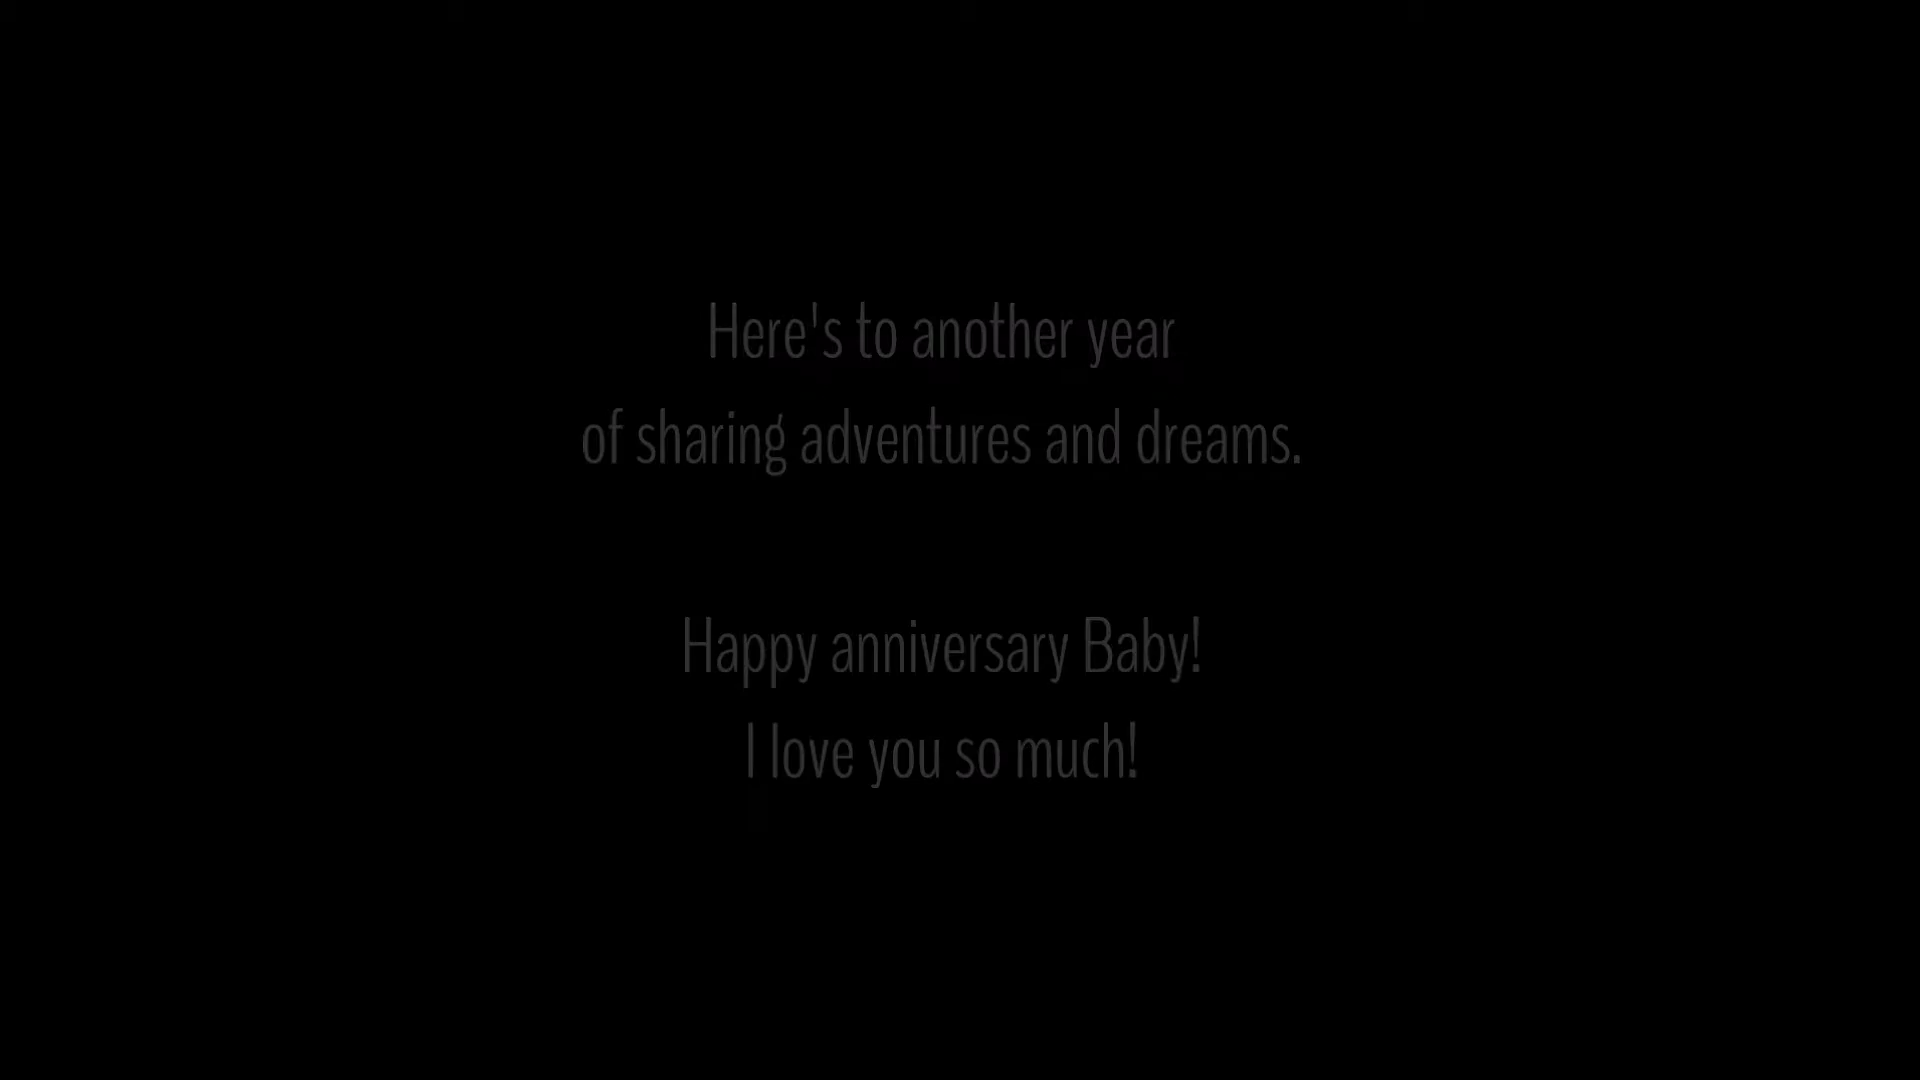 Here's to another year
of sharing adventures and dreams.
Happy anniversary Baby!
I love you so much!